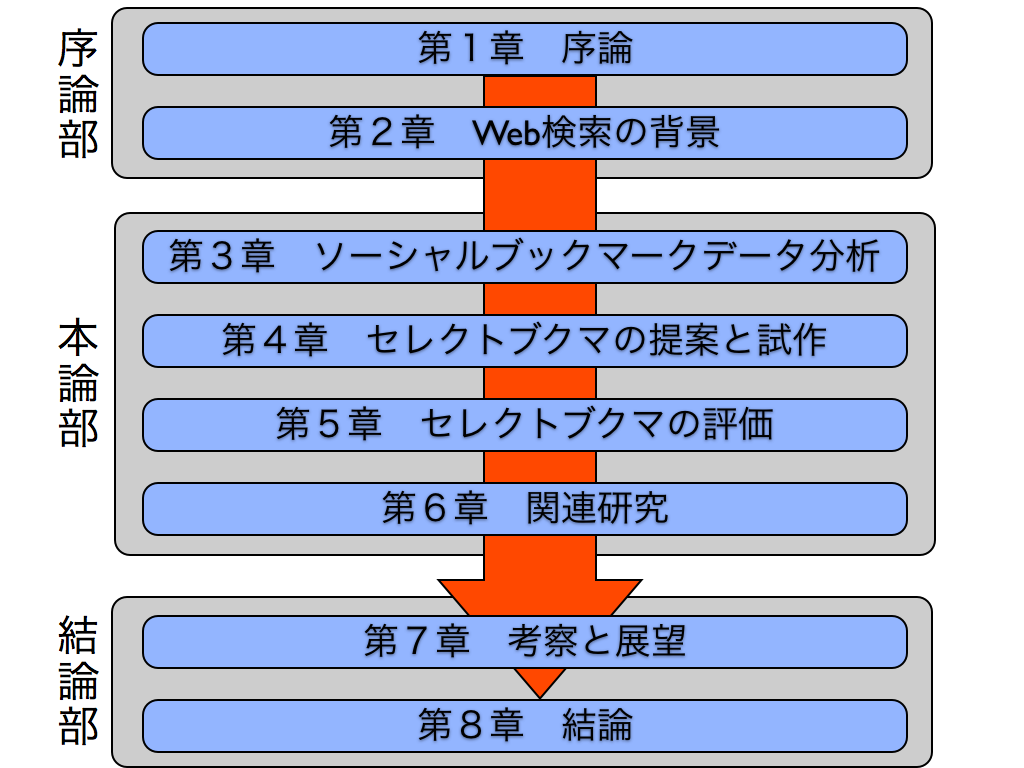 序論部
第１章　序論
第２章　Web検索の背景
本論部
第３章　ソーシャルブックマークデータ分析
第４章　セレクトブクマの提案と試作
第５章　セレクトブクマの評価
第６章　関連研究
結論部
第７章　考察と展望
第８章　結論